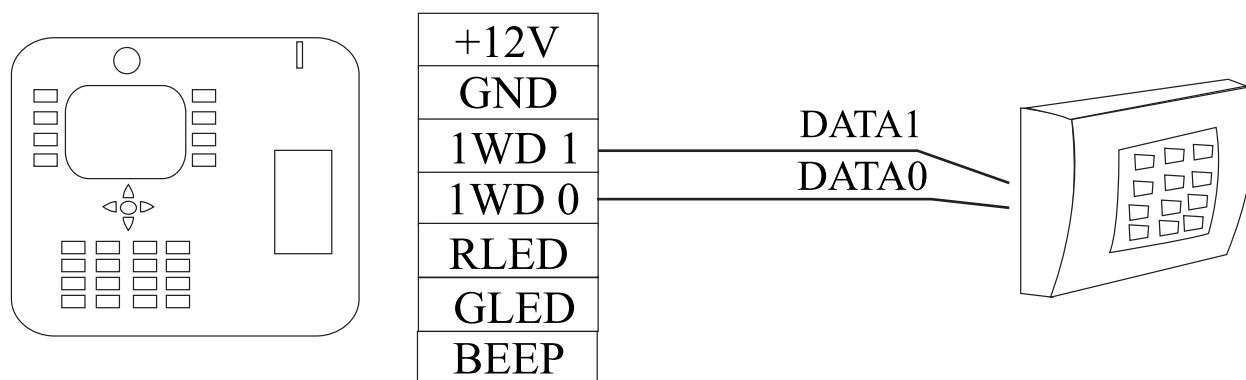 +12V
GND
1WD 1
1WD 0
RLED
GLED
BEEP
DATA1
DATA0